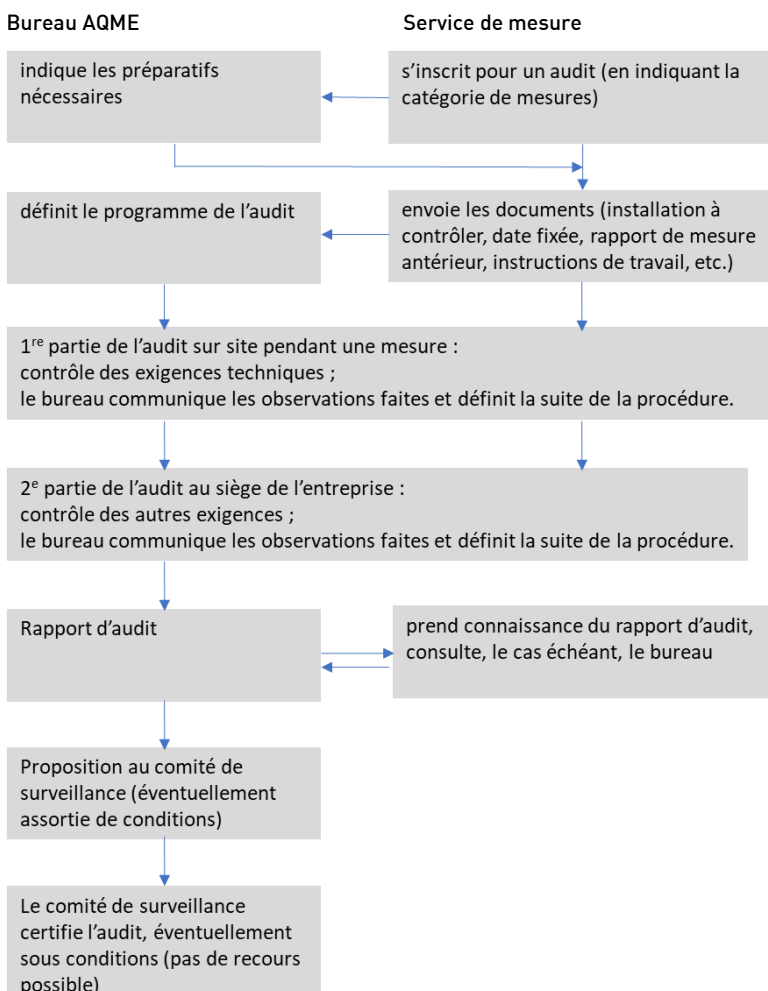 Bureau AQME
Service de mesure
indique les préparatifs
nécessaires
s’inscrit pour un audit (en indiquant la
catégorie de mesures)
définit le programme de l’audit
envoie les documents (installation à
contrôler, date fixée, rapport de mesure
antérieur, instructions de travail, etc.)
1re partie de l’audit sur site pendant une mesure :
contrôle des exigences techniques ;
le bureau communique les observations faites et définit la suite de la procédure.
2e partie de l’audit au siège de l’entreprise :
contrôle des autres exigences ;
le bureau communique les observations faites et définit la suite de la procédure.
Rapport d’audit
prend connaissance du rapport d’audit,
consulte, le cas échéant, le bureau
Proposition au comité de
surveillance (éventuellement
assortie de conditions)
Le comité de surveillance
certifie l’audit, éventuellement
sous conditions (pas de recours
possible)